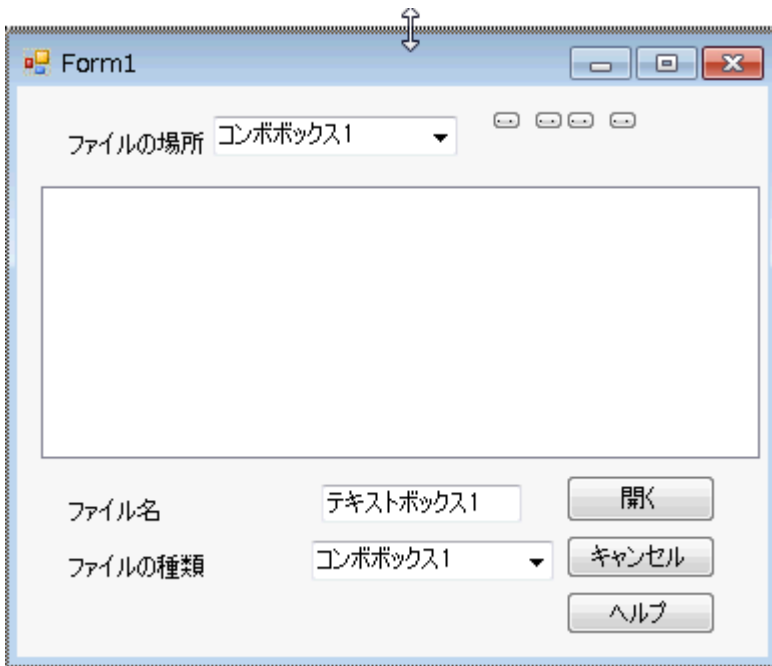 Form1
ファイルの場所 コンボボックス1
ファイル名 テキストボックス1 開く
ファイルの種類 コンボボックス1 キャンセル
ヘルプ